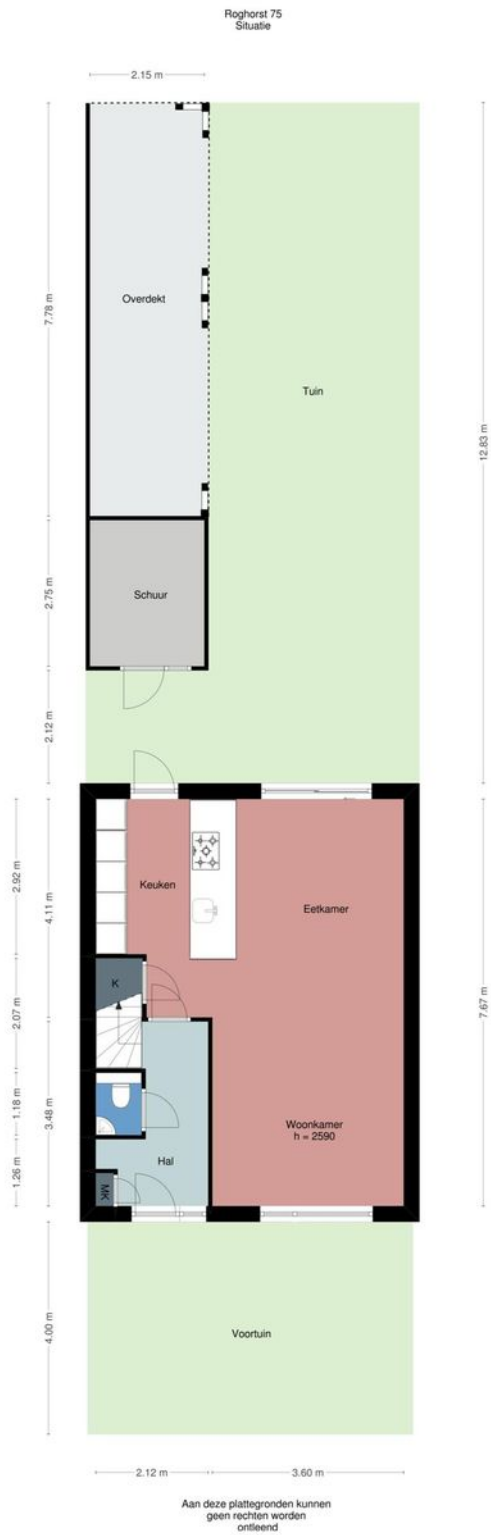 Roghorst 75
Situatie
2.15 m
7.78 m
12.83 m
Overdekt
Tuin
2.75 m
Schuur
2.12 m
2.92 m
4.11 m
Keuken
Eetkamer
7.67 m
K
2.07 m
1.18 m
3.48 m
Woonkamer
h = 2590
1.26 m
Hal
MK
4.00 m
Voortuin
2.12 m
3.60 m
Aan deze plattegronden kunnen
geen rechten worden
ontleend